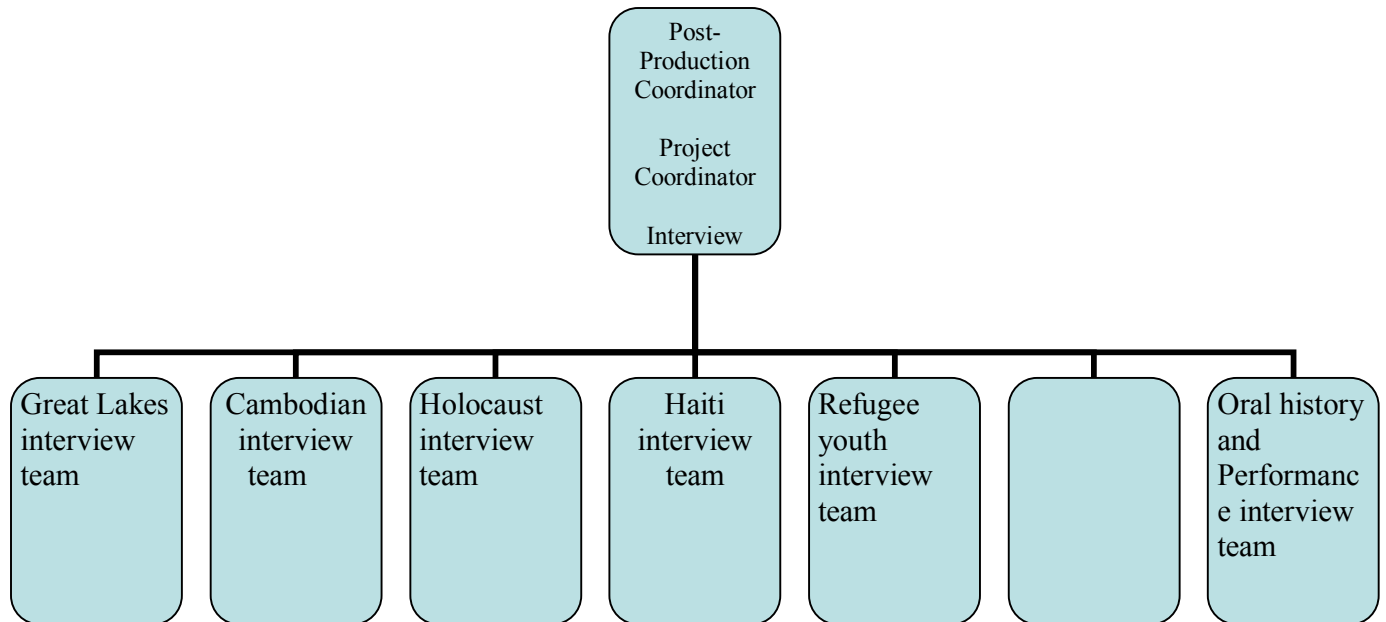 Post-
Production
Coordinator
Project
Coordinator
Interview
Great Lakes
interview
team
Cambodian
interview
team
Holocaust
interview
team
Haiti
interview
team
Refugee
youth
interview
team
Oral history
and
Performanc
e interview
team